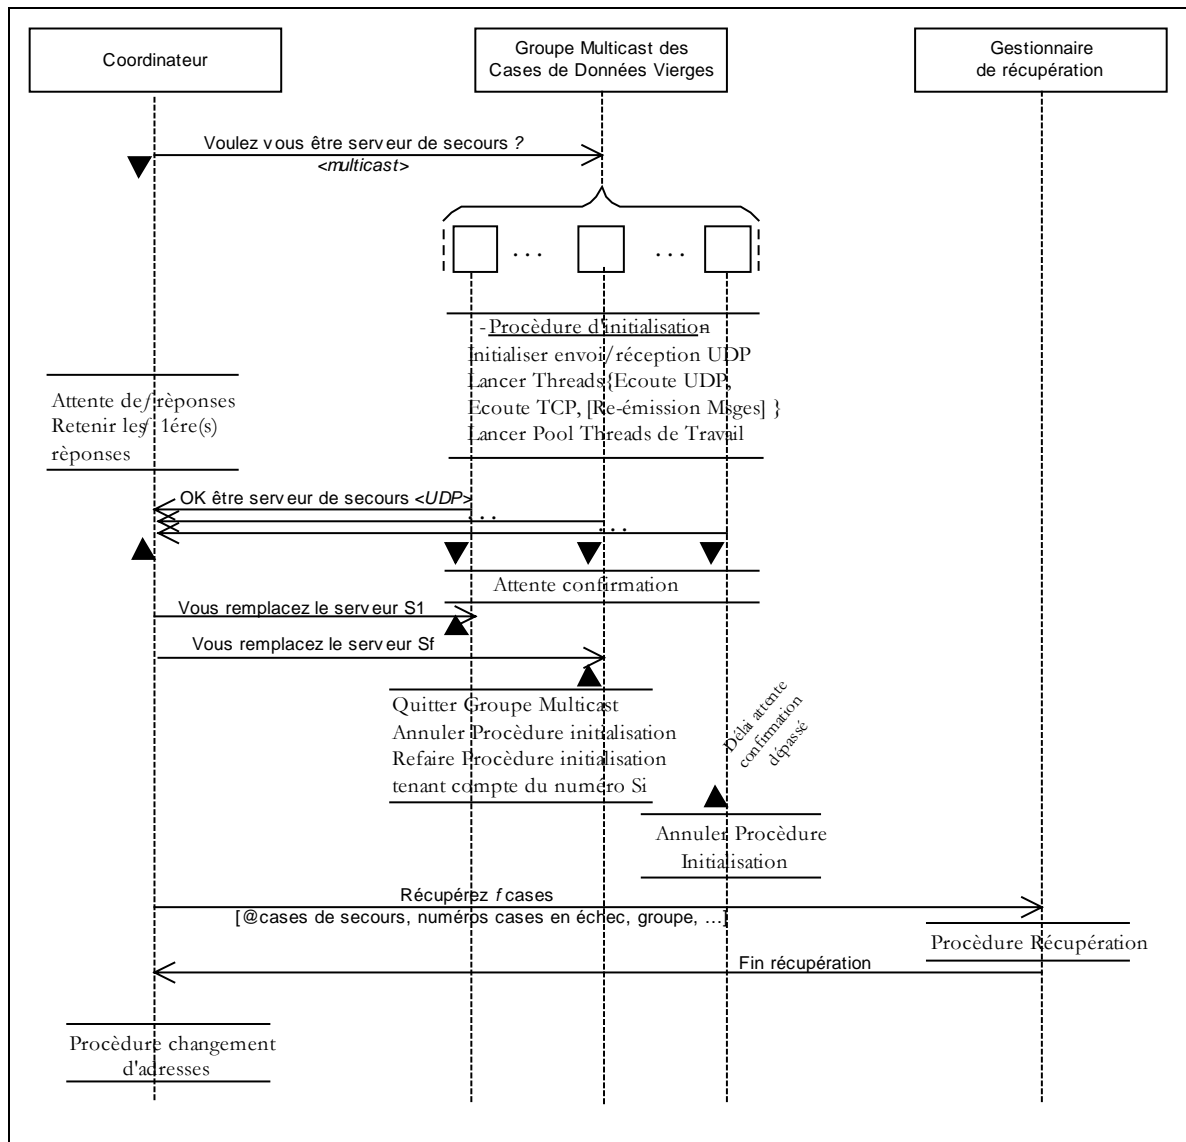 Coordinateur
Groupe Multicast des
Cases de Données Vierges
Gestionnaire
de récupération
Voulez vous être serveur de secours ?
<multicast>
... ...
-Procèdure d'initialisation-
Initialiser envoi/réception UDP
Lancer Threads{Ecoute UDP,
Ecoute TCP, [Re-émission Msges] }
Lancer Pool Threads de Travail
Attente de f rèponses
Retenir les f 1ére(s)
rèponses
OK être serveur de secours <UDP>
...
...
Attente confirmation
Vous remplacez le serveur S1
Vous remplacez le serveur Sf
Quitter Groupe Multicast
Annuler Procèdure initialisation
Refaire Procèdure initialisation
tenant compte du numéro Si
Délai attente
confirmation
dépassé
Annuler Procèdure
Initialisation
Récupérez f cases
[@cases de secours, numéros cases en échec, groupe, ...]
Procèdure Récupération
Fin récupération
Procèdure changement
d'adresses